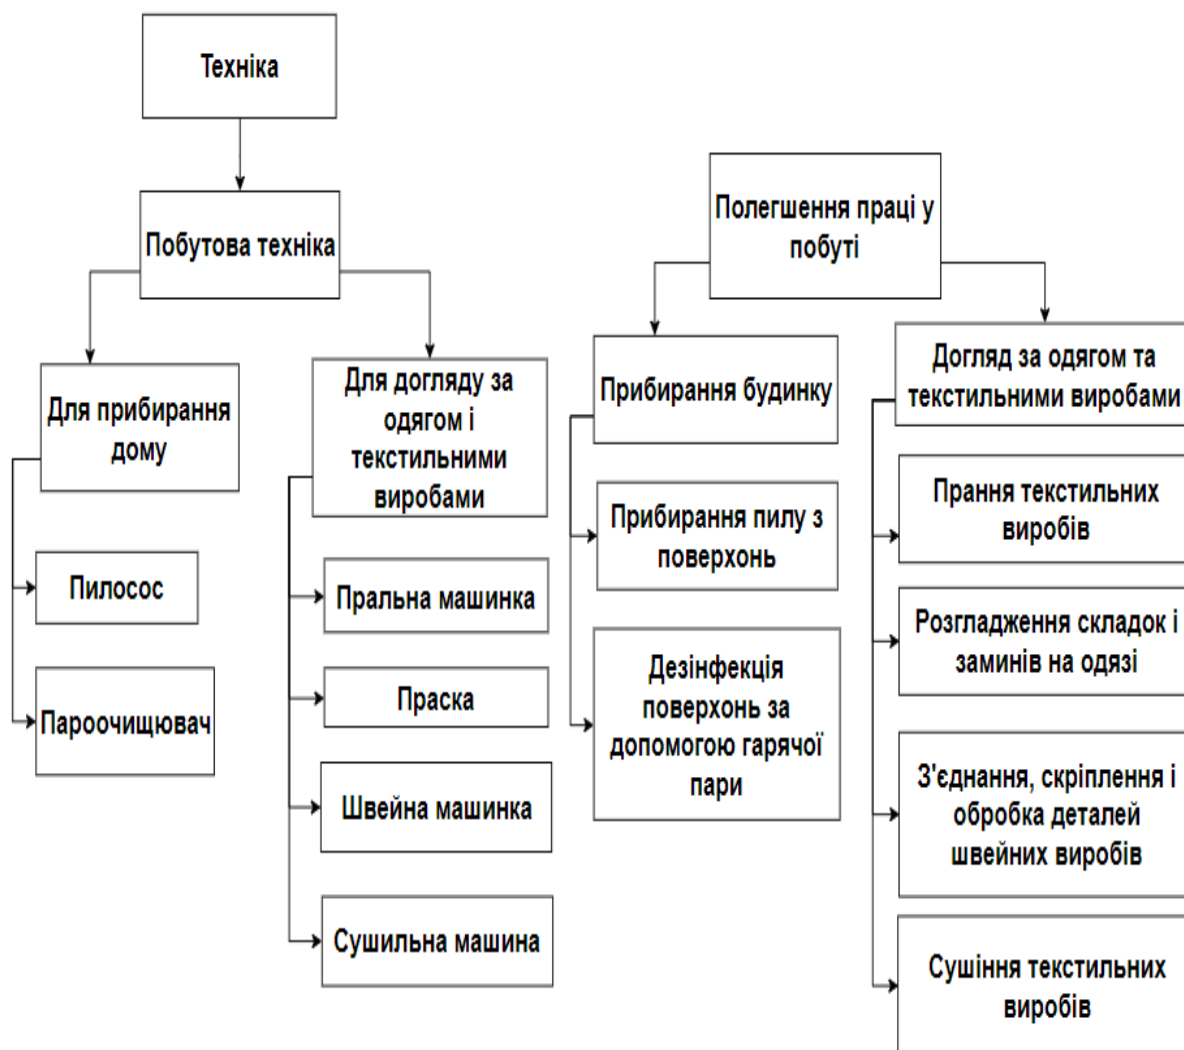 Техніка
Побутова техніка
Для прибирання
дому
Пилосос
Пароочищювач
Для догляду за
одягом і
текстильними
виробами
Пральна машинка
Праска
Швейна машинка
Сушильна машина
Полегшення праці у
побуті
Прибирання будинку
Прибирання пилу з
поверхонь
Дезінфекція
поверхонь за
допомогою гарячої
пари
Догляд за одягом та
текстильними виробами
Прання текстильних
виробів
Розгладження складок і
заминів на одязі
З'єднання, скріплення і
обробка деталей
швейних виробів
Сушіння текстильних
виробів